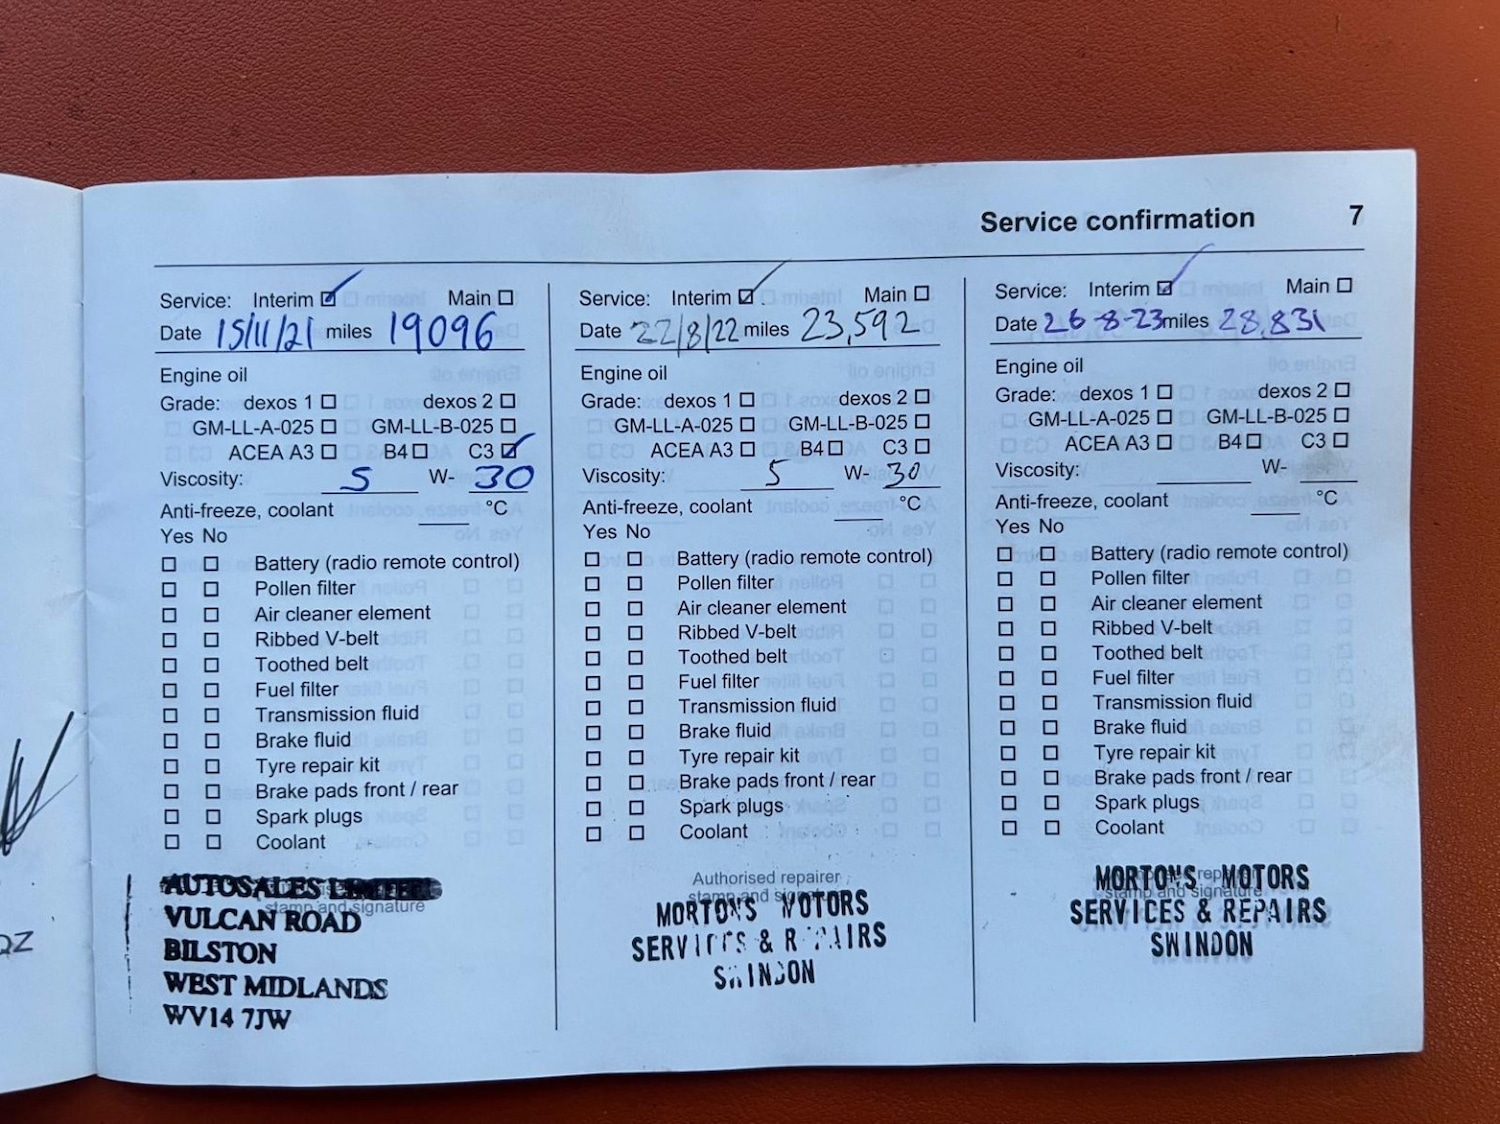 Service confirmation 7
Service: Interim Main
Date 15/11/21 miles 19096
Engine oil
Grade: dexos 1 dexos 2
GM-LL-A-025 GM-LL-B-025
ACEA A3 B4 C3
Viscosity: 5 W- 30
Anti-freeze, coolant °C
Yes No
Battery (radio remote control)
Pollen filter
Air cleaner element
Ribbed V-belt
Toothed belt
Fuel filter
Transmission fluid
Brake fluid
Tyre repair kit
Brake pads front / rear
Spark plugs
Coolant
AUTOSALES
stamp and signature
VULCAN ROAD
BILSTON
WEST MIDLANDS
WV14 7JW
Service: Interim Main
Date 22/8/22 miles 23,592
Engine oil
Grade: dexos 1 dexos 2
GM-LL-A-025 GM-LL-B-025
ACEA A3 B4 C3
Viscosity: 5 W- 30
Anti-freeze, coolant °C
Yes No
Battery (radio remote control)
Pollen filter
Air cleaner element
Ribbed V-belt
Toothed belt
Fuel filter
Transmission fluid
Brake fluid
Tyre repair kit
Brake pads front / rear
Spark plugs
Coolant
Authorised repairer
stamp and signature
MORTON'S MOTORS
SERVICES & REPAIRS
SWINDON
Service: Interim Main
Date 26-8-23 miles 28,831
Engine oil
Grade: dexos 1 dexos 2
GM-LL-A-025 GM-LL-B-025
ACEA A3 B4 C3
Viscosity: W-
Anti-freeze, coolant °C
Yes No
Battery (radio remote control)
Pollen filter
Air cleaner element
Ribbed V-belt
Toothed belt
Fuel filter
Transmission fluid
Brake fluid
Tyre repair kit
Brake pads front / rear
Spark plugs
Coolant
MORTON'S MOTORS
stamp and signature
SERVICES & REPAIRS
SWINDON